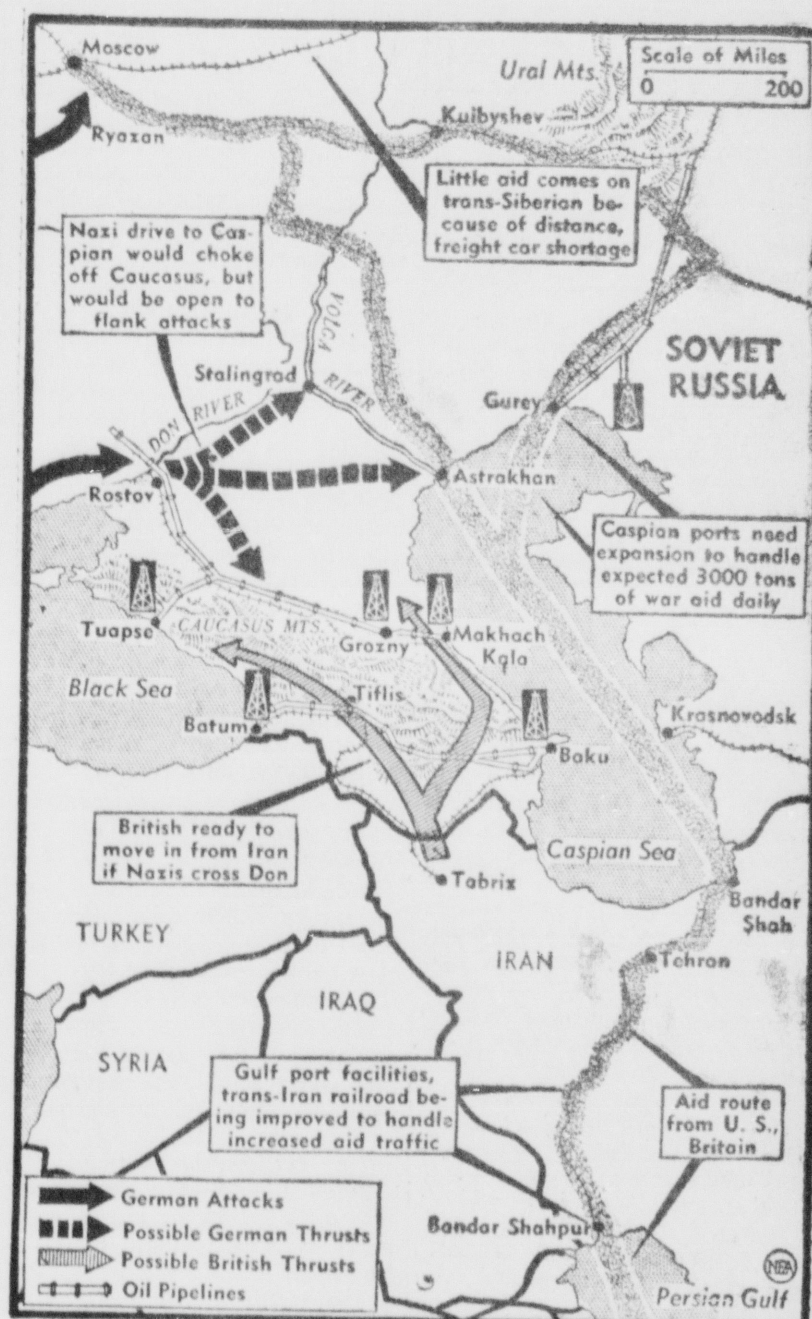 Moscow
Ural Mts.
Scale of Miles
0 200
Ryazan
Kuibyshev
Little aid comes on
trans-Siberian be-
cause of distance,
freight car shortage
Nazi drive to Cas-
pian would choke
off Caucasus, but
would be open to
flank attacks
VOLGA
RIVER
SOVIET
RUSSIA
Stalingrad
Gurev
DON RIVER
Rostov
Astrakhan
Caspian ports need
expansion to handle
expected 3000 tons
of war aid daily
Tuapse
CAUCASUS MTS.
Grozny
Makhach
Kala
Black Sea
Tiflis
Batum
Krasnovodsk
Baku
British ready to
move in from Iran
if Nazis cross Don
Caspian Sea
Tabriz
Bandar
Shah
TURKEY
IRAN
Tehran
IRAQ
SYRIA
Gulf port facilities,
trans-Iran railroad be-
ing improved to handle
increased aid traffic
Aid route
from U. S.,
Britain
German Attacks
Possible German Thrusts
Possible British Thrusts
Oil Pipelines
Bandar Shahpur
NEA
Persian Gulf